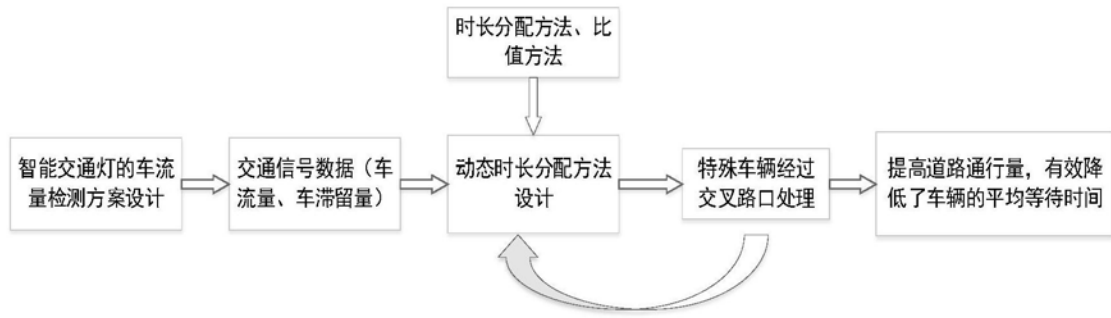 时长分配方法、比
值方法
智能交通灯的车流
量检测方案设计
交通信号数据（车
流量、车滞留量）
动态时长分配方法
设计
特殊车辆经过
交叉路口处理
提高道路通行量，有效降
低了车辆的平均等待时间